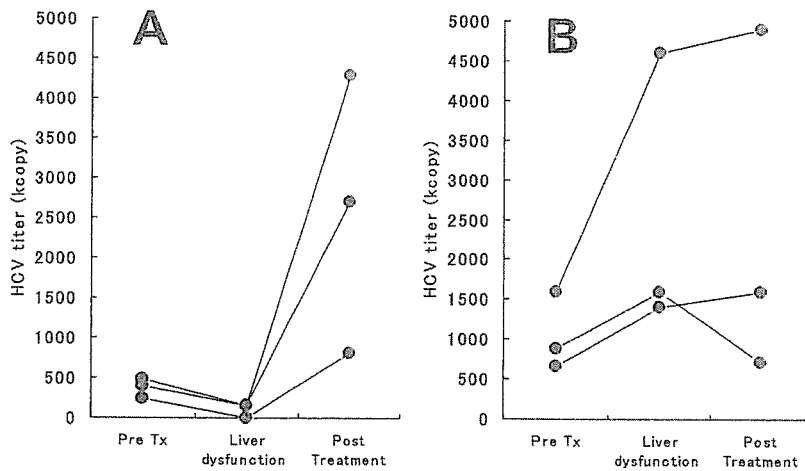 A
5000
4500
4000
3500
3000
2500
2000
1500
1000
500
0
HCV titer (kcopy)
Pre Tx
Liver dysfunction
Post Treatment
B
5000
4500
4000
3500
3000
2500
2000
1500
1000
500
0
HCV titer (kcopy)
Pre Tx
Liver dysfunction
Post Treatment